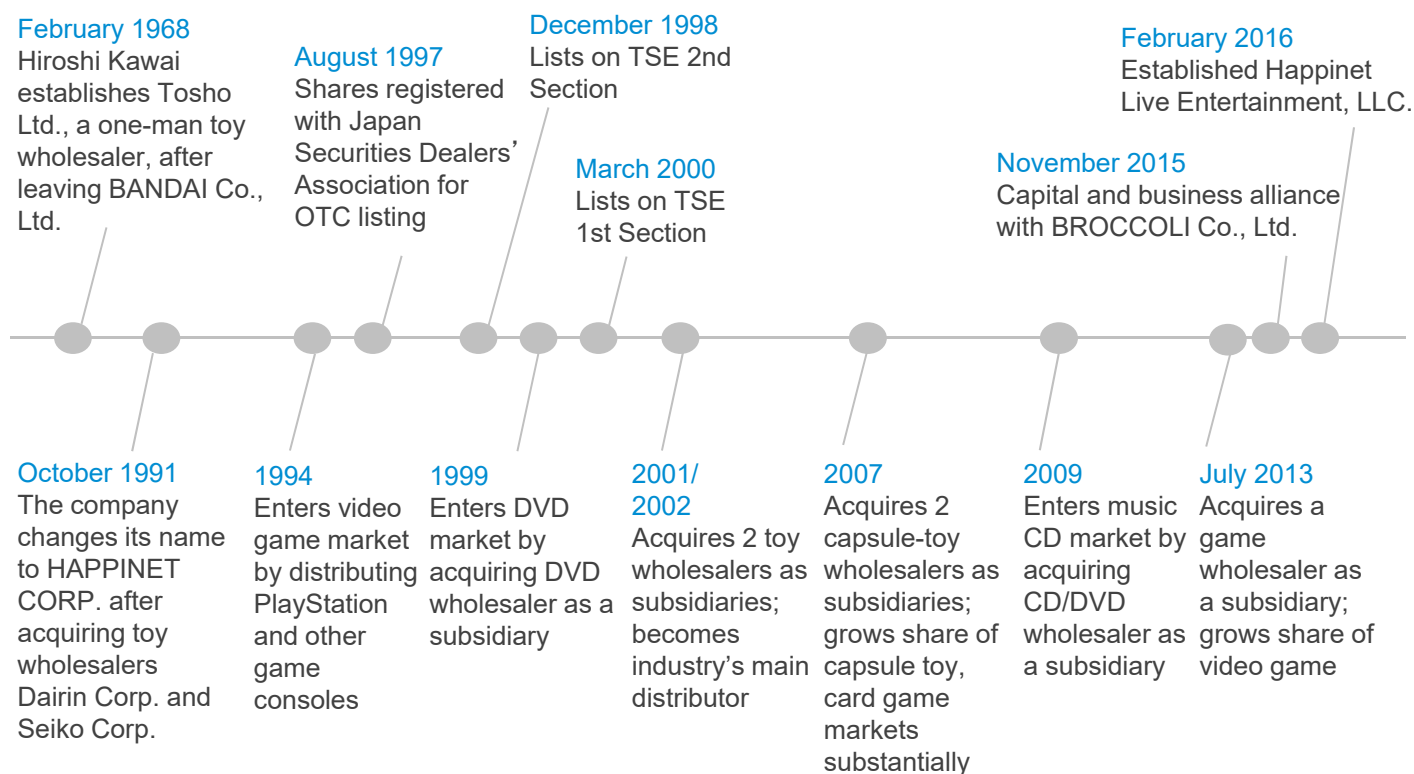 February 1968
Hiroshi Kawai
establishes Tosho
Ltd., a one-man toy
wholesaler, after
leaving BANDAI Co.,
Ltd.
August 1997
Shares registered
with Japan
Securities Dealers’
Association for
OTC listing
December 1998
Lists on TSE 2nd
Section
March 2000
Lists on TSE
1st Section
November 2015
Capital and business alliance
with BROCCOLI Co., Ltd.
February 2016
Established Happinet
Live Entertainment, LLC.
October 1991
The company
changes its name
to HAPPINET
CORP. after
acquiring toy
wholesalers
Dairin Corp. and
Seiko Corp.
1994
Enters video
game market
by distributing
PlayStation
and other
game
consoles
1999
Enters DVD
market by
acquiring DVD
wholesaler as a
subsidiary
2001/
2002
Acquires 2 toy
wholesalers as
subsidiaries;
becomes
industry’s main
distributor
2007
Acquires 2
capsule-toy
wholesalers as
subsidiaries;
grows share of
capsule toy,
card game
markets
substantially
2009
Enters music
CD market by
acquiring
CD/DVD
wholesaler as
a subsidiary
July 2013
Acquires a
game
wholesaler as
a subsidiary;
grows share of
video game